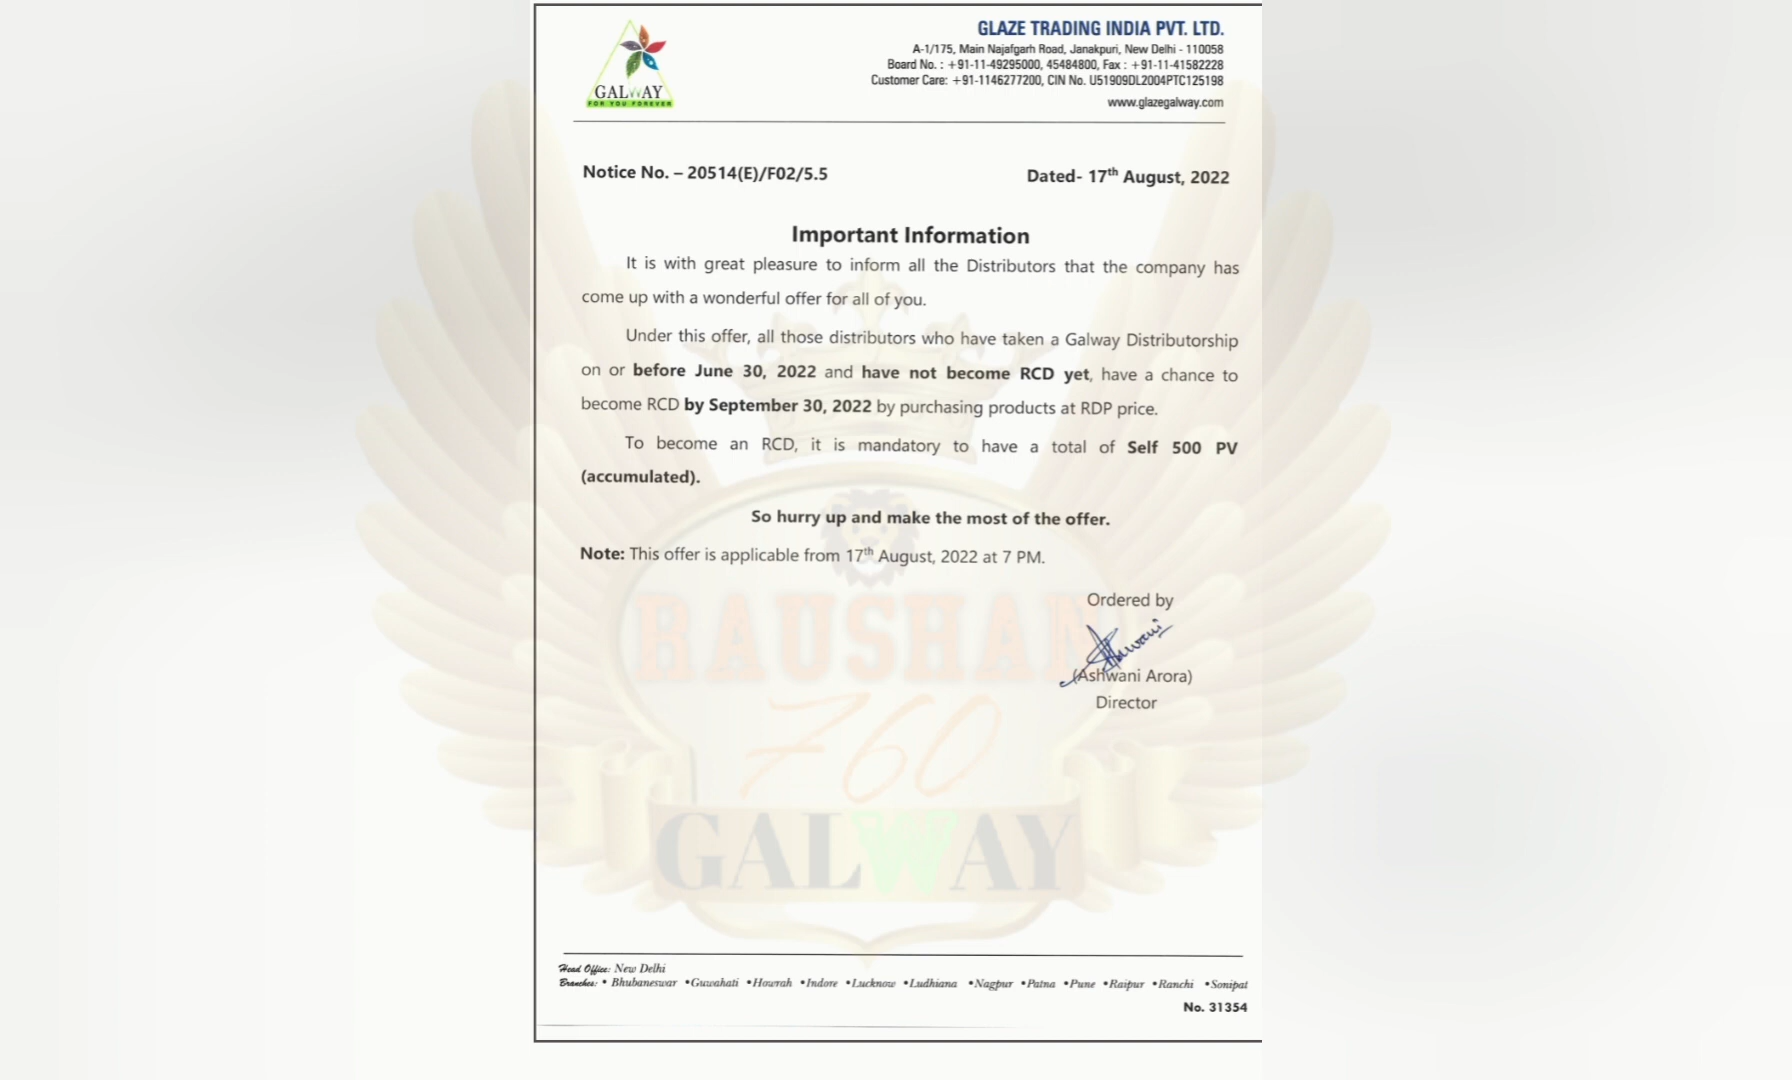 GALWAY
FOR YOU FOREVER
GLAZE TRADING INDIA PVT. LTD.
A-1/175, Main Najafgarh Road, Janakpuri, New Delhi - 110058
Board No. : +91-11-49295000, 45484800, Fax : +91-11-41582228
Customer Care: +91-1146277200, CIN No. U51909DL2004PTC125198
www.glazegalway.com
Notice No. – 20514(E)/F02/5.5
Dated- 17th August, 2022
Important Information
It is with great pleasure to inform all the Distributors that the company has
come up with a wonderful offer for all of you.
Under this offer, all those distributors who have taken a Galway Distributorship
on or before June 30, 2022 and have not become RCD yet, have a chance to
become RCD by September 30, 2022 by purchasing products at RDP price.
To become an RCD, it is mandatory to have a total of Self 500 PV
(accumulated).
So hurry up and make the most of the offer.
Note: This offer is applicable from 17th August, 2022 at 7 PM.
Ordered by
Ashwani
(Ashwani Arora)
Director
RAUSHAN
760
GALWAY
Head Office: New Delhi
Branches: • Bhubaneswar •Guwahati •Howrah •Indore •Lucknow •Ludhiana •Nagpur •Patna •Pune •Raipur •Ranchi •Sonipat
No. 31354